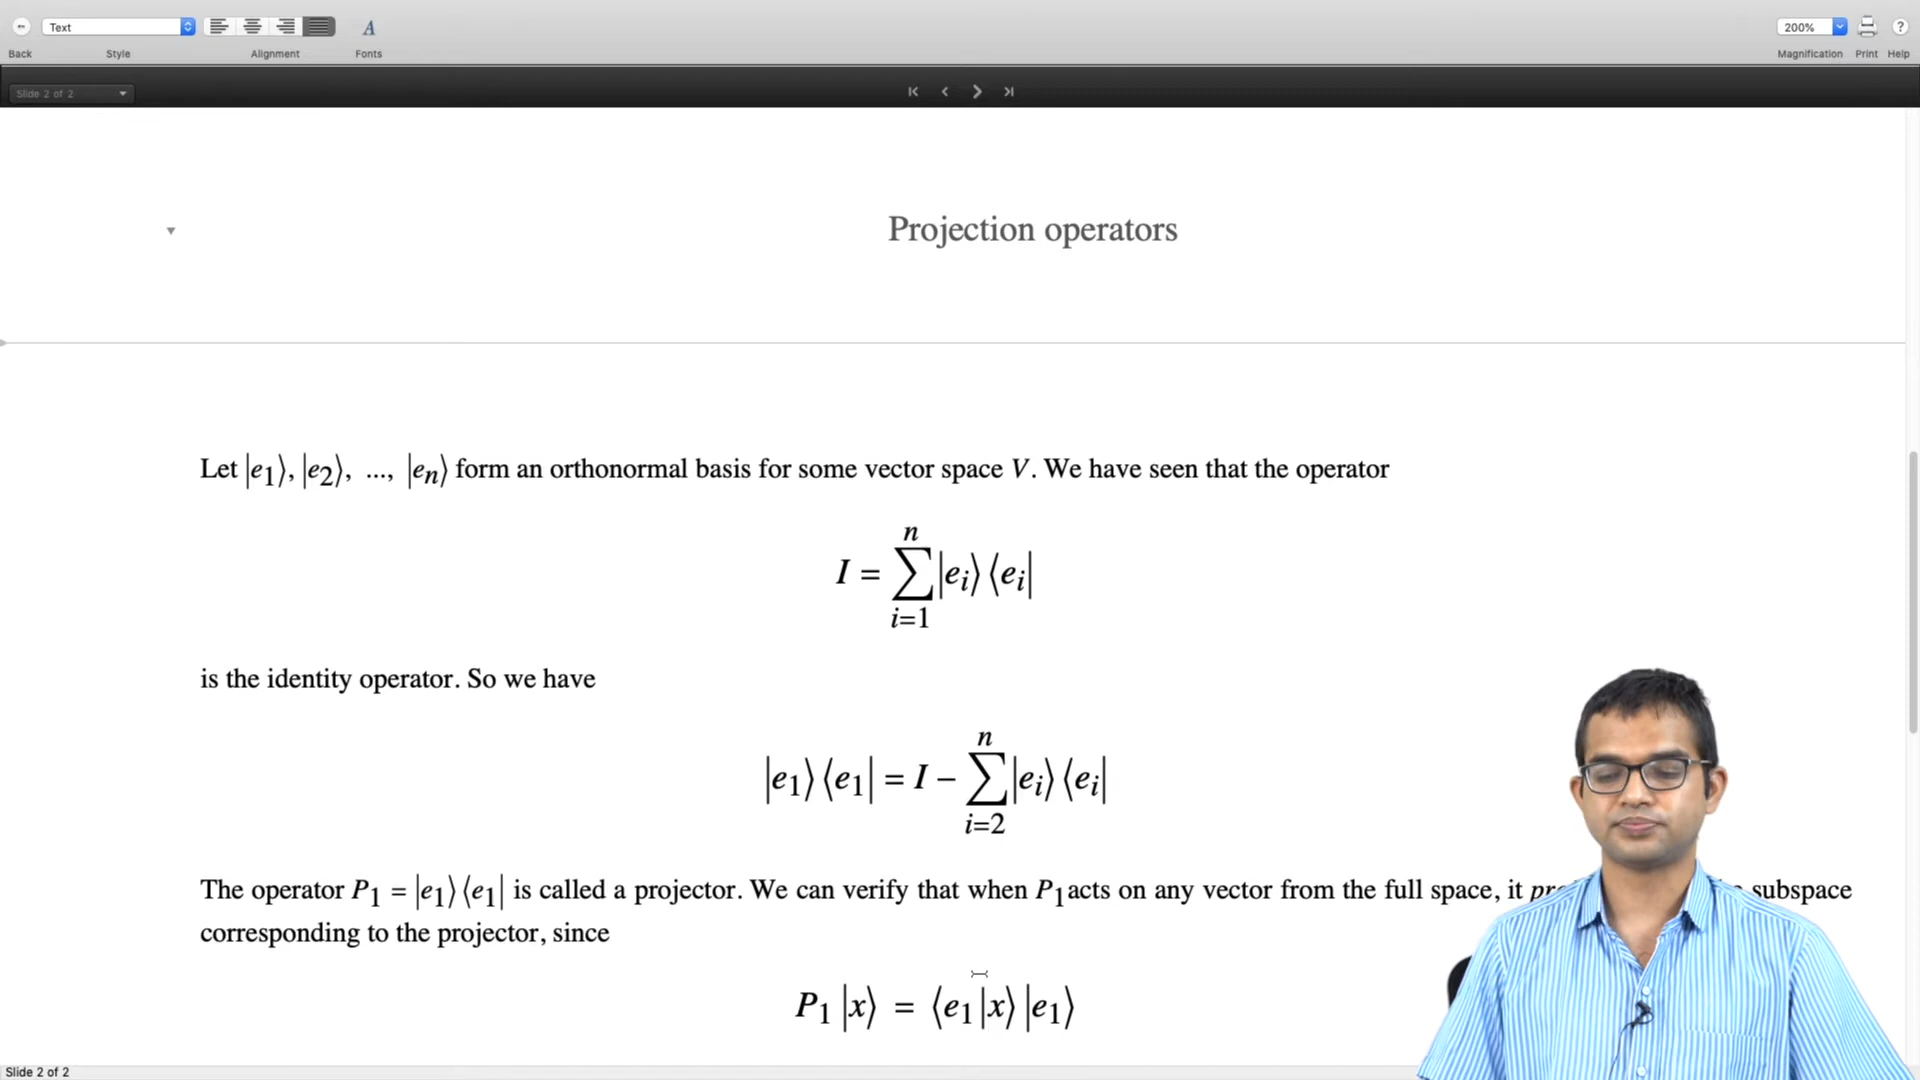 Text
200%
Back Style Alignment Fonts Magnification Print Help
Slide 2 of 2
Projection operators
Let |e1⟩, |e2⟩, ..., |en⟩ form an orthonormal basis for some vector space V. We have seen that the operator
I = ∑_{i=1}^{n} |ei⟩⟨ei|
is the identity operator. So we have
|e1⟩⟨e1| = I − ∑_{i=2}^{n} |ei⟩⟨ei|
The operator P1 = |e1⟩⟨e1| is called a projector. We can verify that when P1 acts on any vector from the full space, it subspace
corresponding to the projector, since
P1 |x⟩ = ⟨e1|x⟩ |e1⟩
Slide 2 of 2